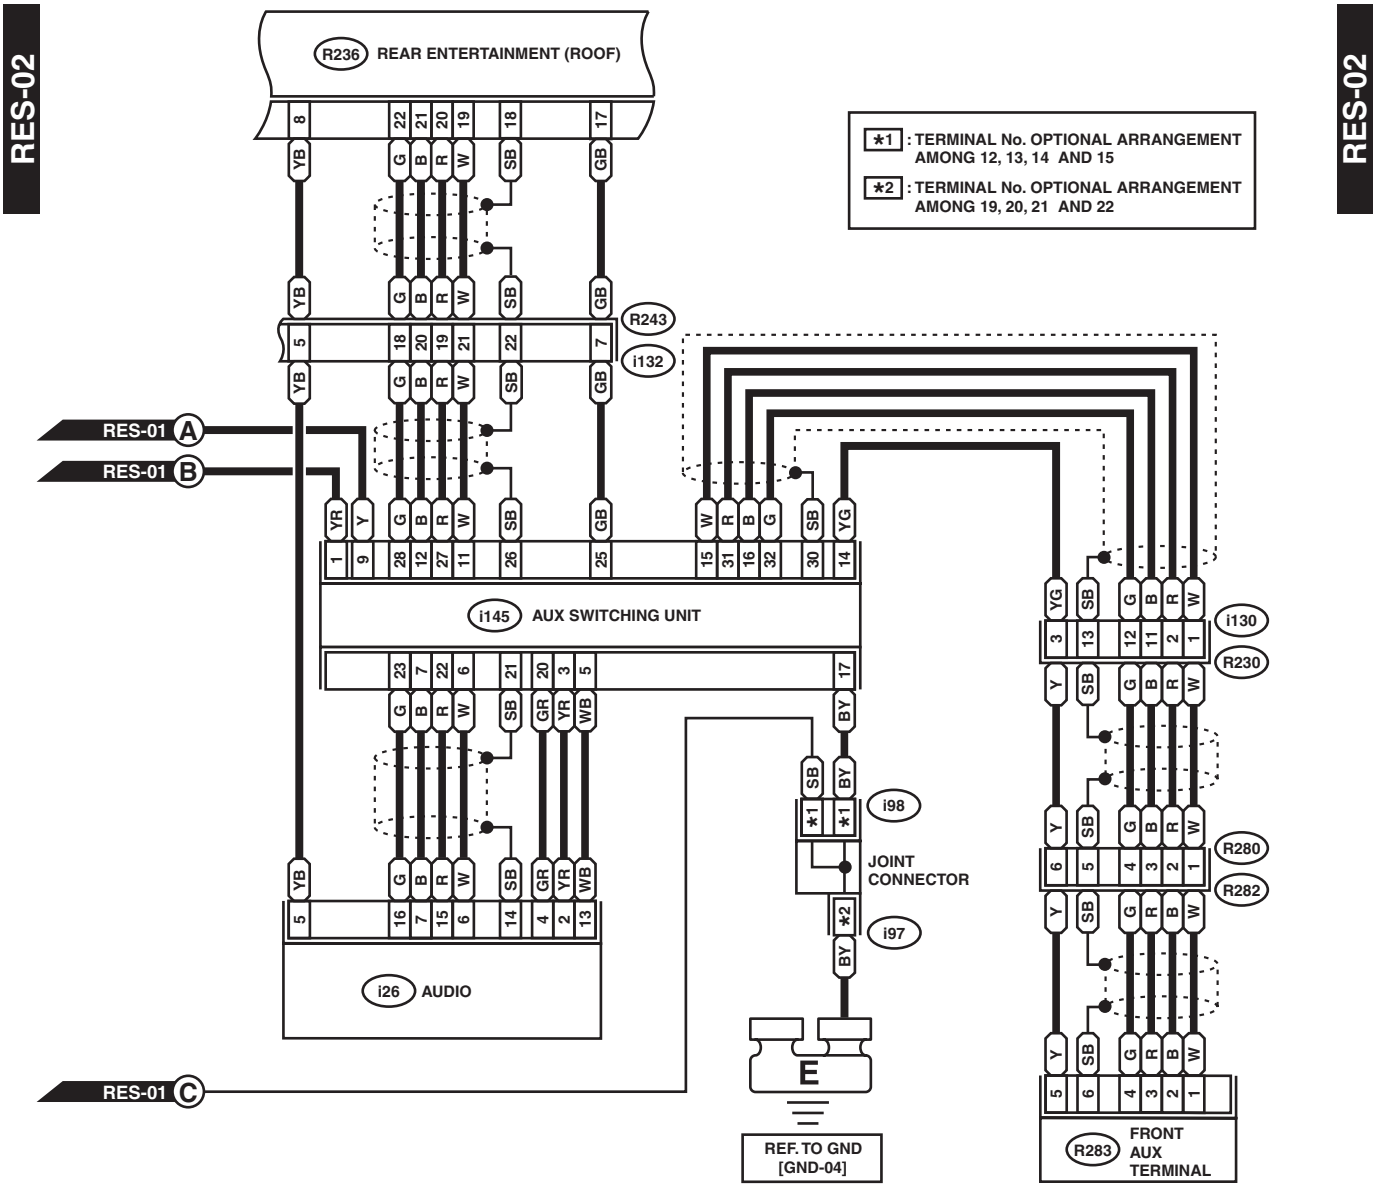 RES-02
RES-02
R236 REAR ENTERTAINMENT (ROOF)
8 22 21 20 19 18 17
YB G B R W SB GB
*1 : TERMINAL No. OPTIONAL ARRANGEMENT
AMONG 12, 13, 14 AND 15
*2 : TERMINAL No. OPTIONAL ARRANGEMENT
AMONG 19, 20, 21 AND 22
YB G B R W SB GB
R243
5 18 20 19 21 22 7
i132
YB G B R W SB GB
RES-01 A
RES-01 B
YR Y G B R W SB GB W R B G SB YG
1 9 28 12 27 11 26 25 15 31 16 32 30 14
i145 AUX SWITCHING UNIT
YG SB G B R W
i130
3 13 12 11 2 1
R230
Y SB G B R W
23 7 22 6 21 20 3 5 17
G B R W SB GR YR WB BY
SB BY
*1 *1 i98
JOINT
CONNECTOR
*2 i97
BY
Y SB G B R W
R280
6 5 4 3 2 1
R282
Y SB G R B W
YB G B R W SB GR YR WB
5 16 7 15 6 14 4 2 13
i26 AUDIO
E
REF. TO GND
[GND-04]
RES-01 C
Y SB G R B W
5 6 4 3 2 1
R283 FRONT
AUX
TERMINAL